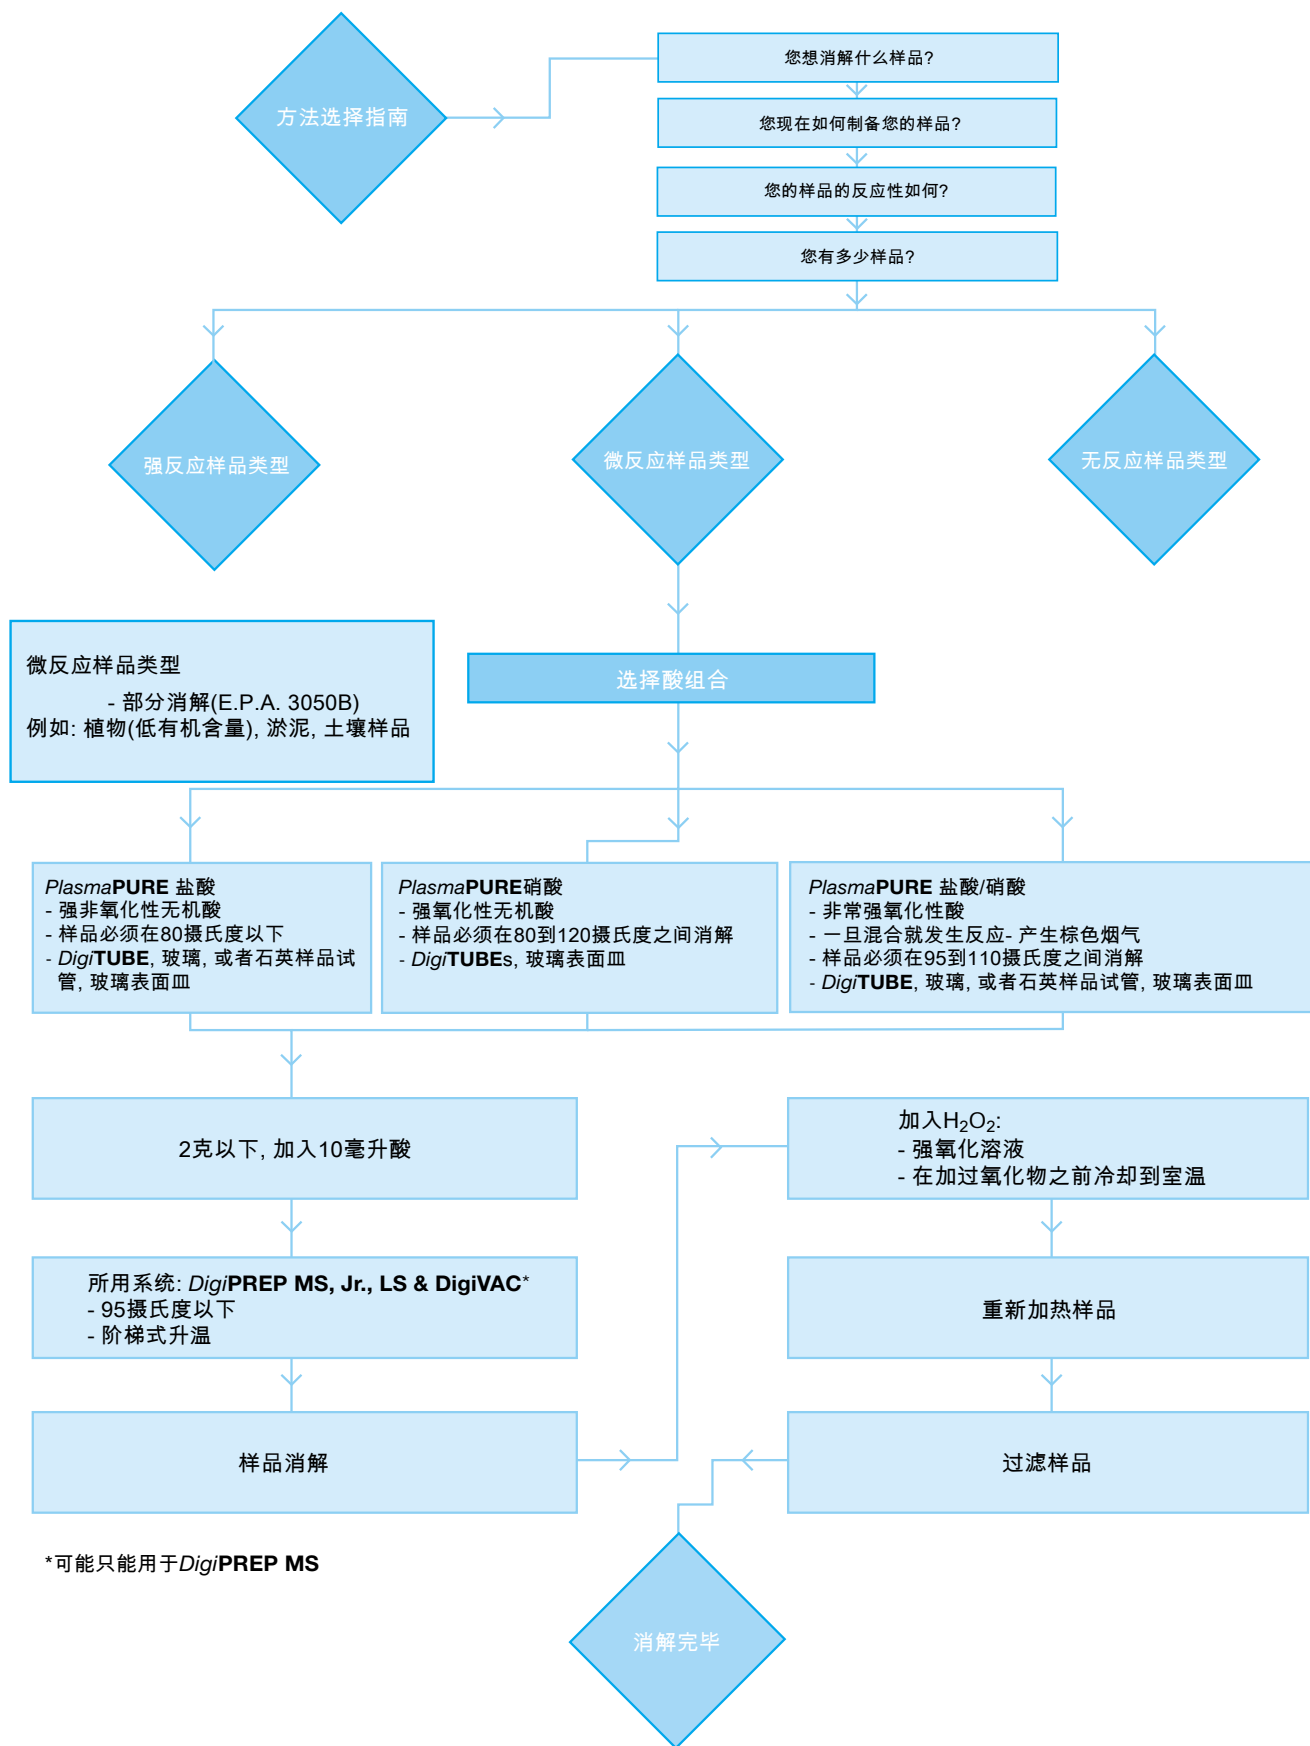 方法选择指南
您想消解什么样品?
您现在如何制备您的样品?
您的样品的反应性如何?
您有多少样品?
强反应样品类型
微反应样品类型
无反应样品类型
微反应样品类型
- 部分消解(E.P.A. 3050B)
例如: 植物(低有机含量), 淤泥, 土壤样品
选择酸组合
PlasmaPURE 盐酸
- 强非氧化性无机酸
- 样品必须在80摄氏度以下
- DigiTUBE, 玻璃, 或者石英样品试
管, 玻璃表面皿
PlasmaPURE硝酸
- 强氧化性无机酸
- 样品必须在80到120摄氏度之间消解
- DigiTUBEs, 玻璃表面皿
PlasmaPURE 盐酸/硝酸
- 非常强氧化性酸
- 一旦混合就发生反应- 产生棕色烟气
- 样品必须在95到110摄氏度之间消解
- DigiTUBE, 玻璃, 或者石英样品试管, 玻璃表面皿
2克以下, 加入10毫升酸
所用系统: DigiPREP MS, Jr., LS & DigiVAC*
- 95摄氏度以下
- 阶梯式升温
样品消解
加入H₂O₂:
- 强氧化溶液
- 在加过氧化物之前冷却到室温
重新加热样品
过滤样品
*可能只能用于DigiPREP MS
消解完毕